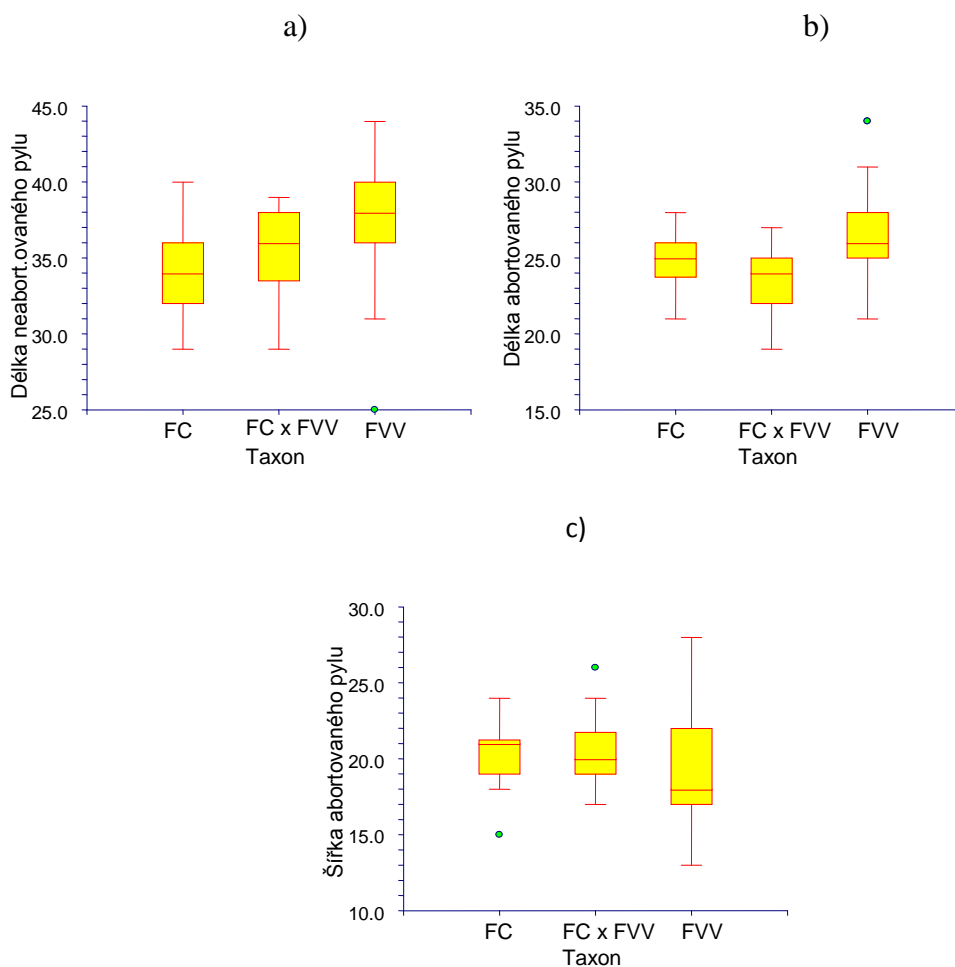 a)
45.0
40.0
35.0
30.0
25.0
Délka neabort.ovaného pylu
FC
FC x FVV
FVV
Taxon
b)
35.0
30.0
25.0
20.0
15.0
Délka abortovaného pylu
FC
FC x FVV
FVV
Taxon
c)
30.0
25.0
20.0
15.0
10.0
Šířka abortovaného pylu
FC
FC x FVV
FVV
Taxon